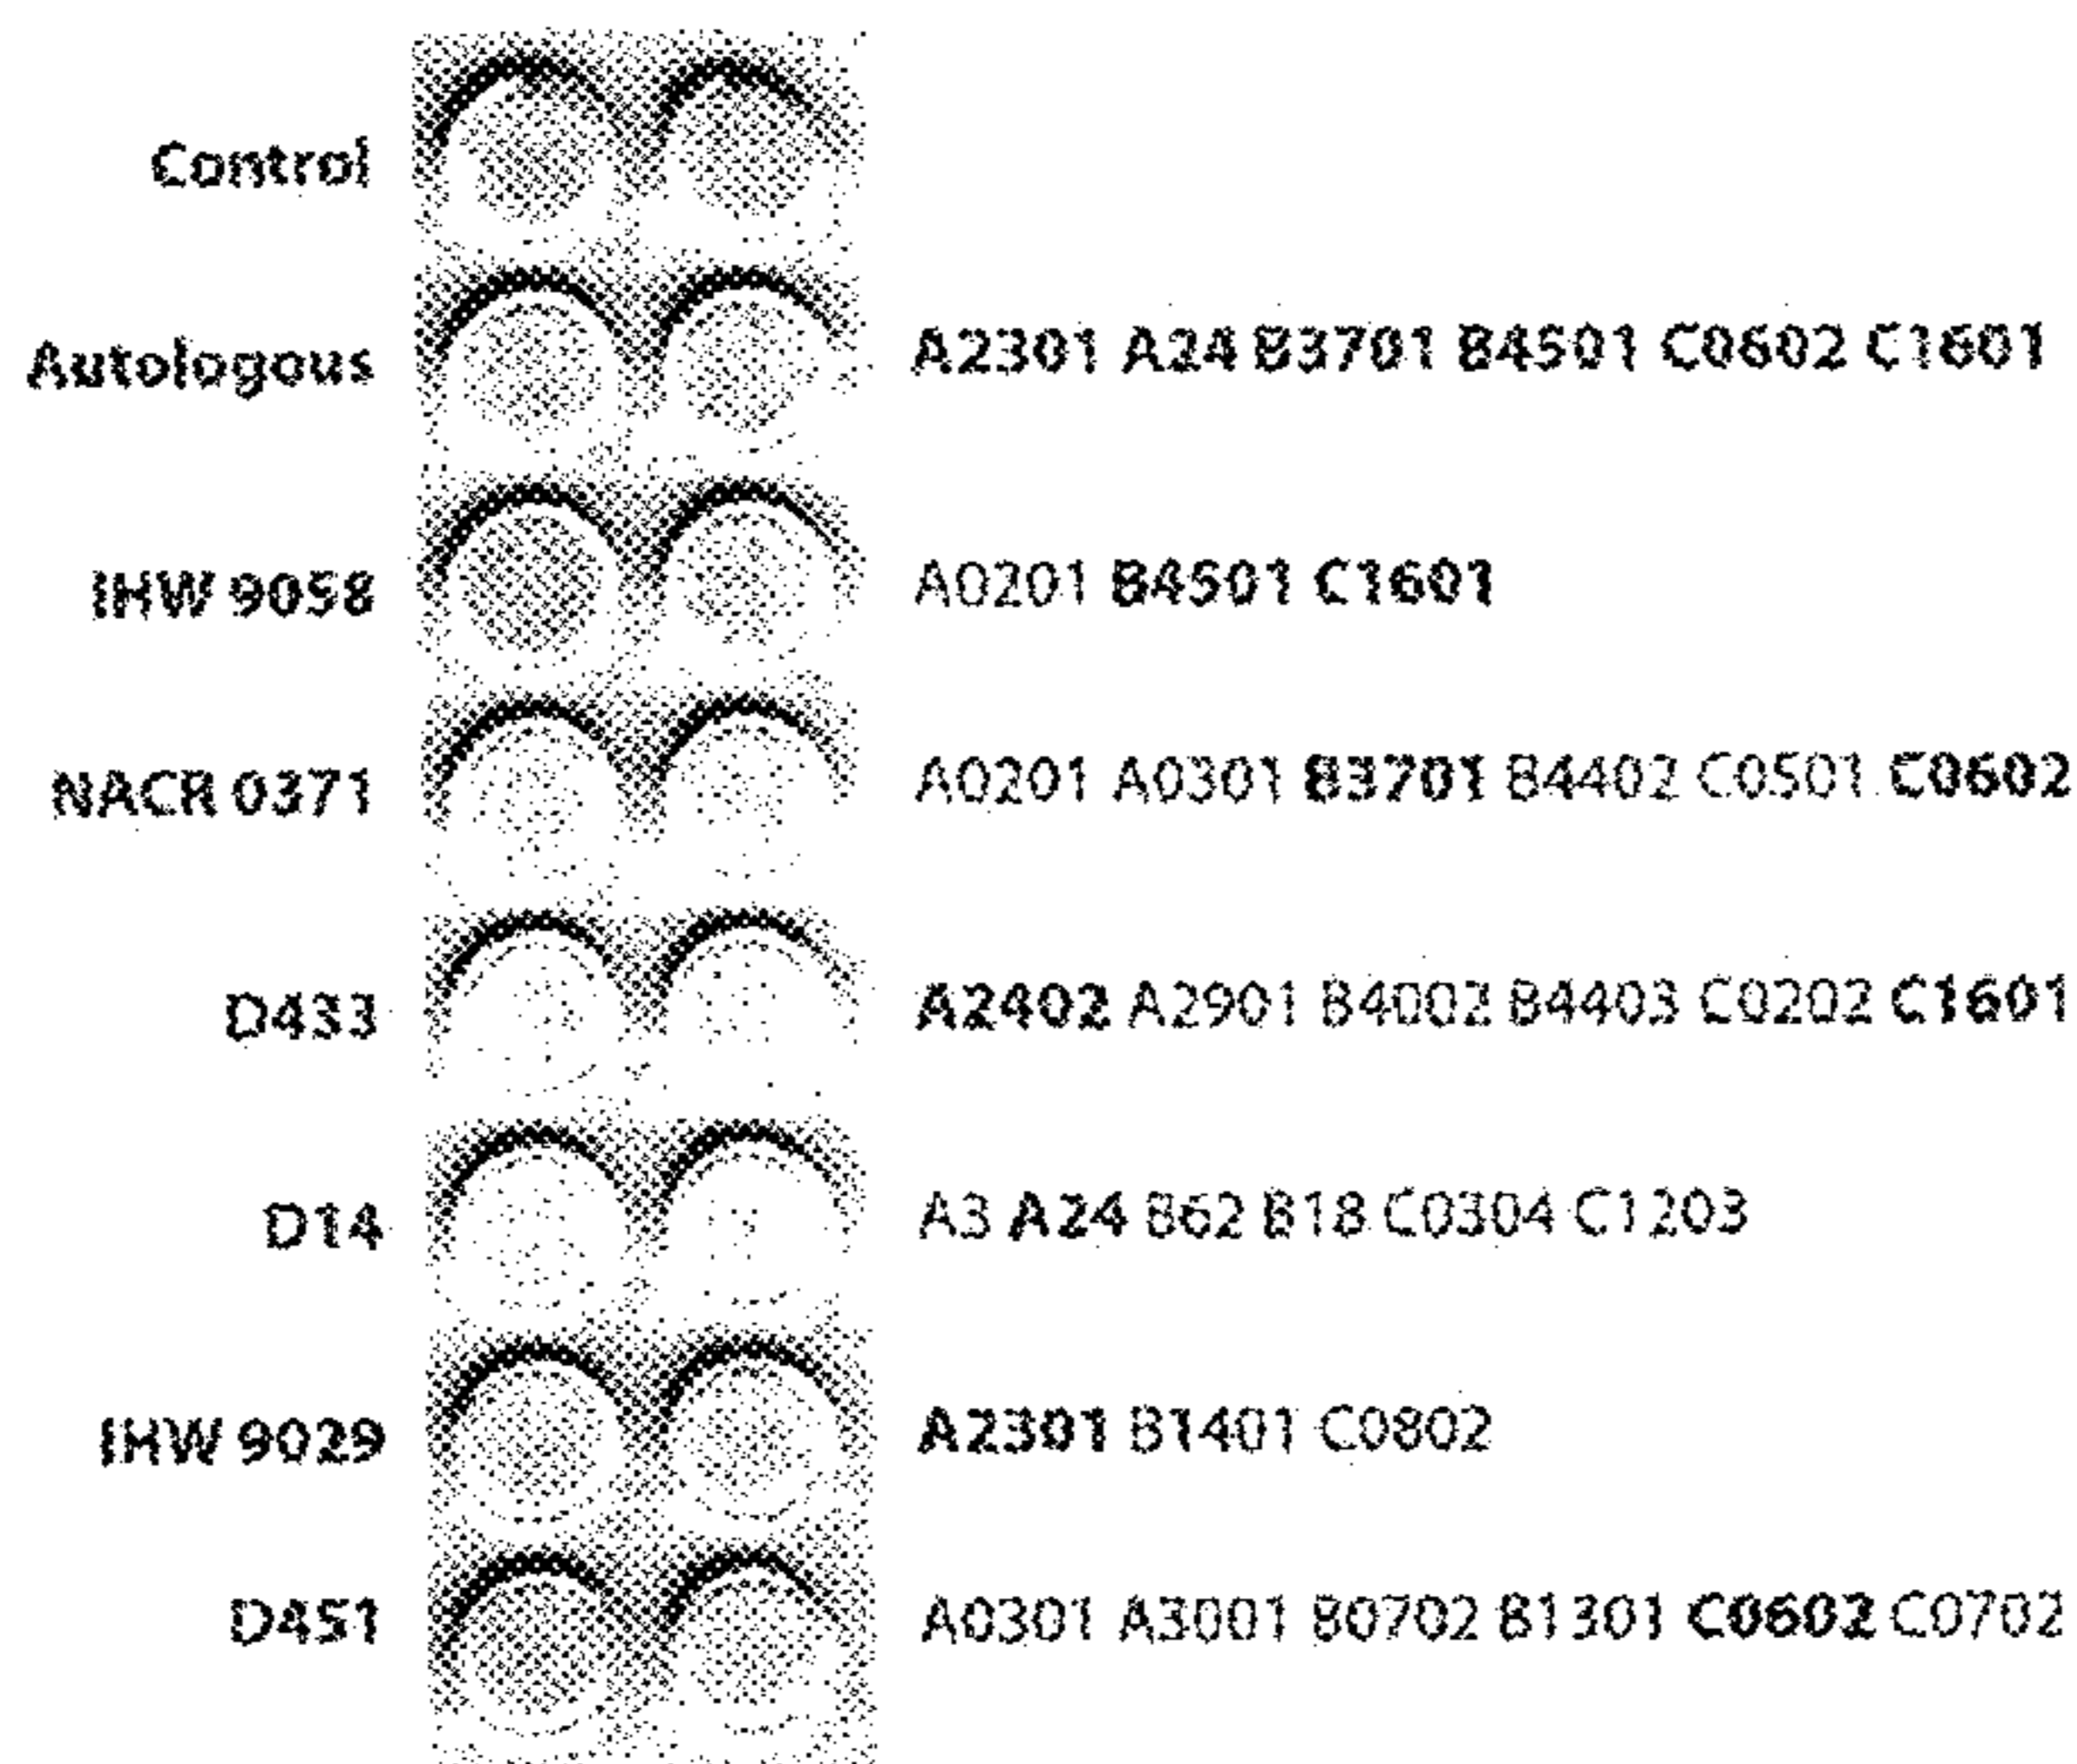 Control
Autologous A2301 A24 B3701 B4501 C0602 C1601
IHW 9058 A0201 B4501 C1601
NACR 0371 A0201 A0301 B3701 B4402 C0501 C0602
D433 A2402 A2901 B4002 B4403 C0202 C1601
D14 A3 A24 B62 B18 C0304 C1203
IHW 9029 A2301 B1401 C0802
D451 A0301 A3001 B0702 B1301 C0602 C0702